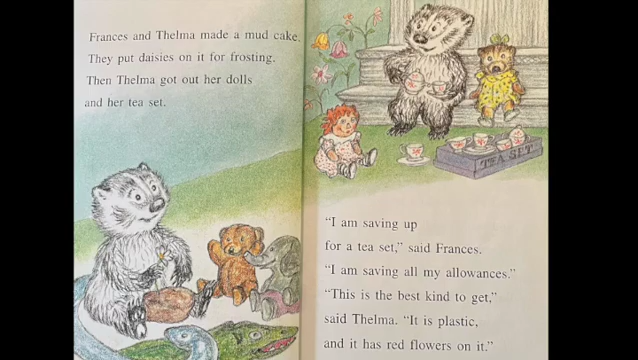 Frances and Thelma made a mud cake.
They put daisies on it for frosting.
Then Thelma got out her dolls
and her tea set.
TEA SET
"I am saving up
for a tea set," said Frances.
"I am saving all my allowances."
"This is the best kind to get,"
said Thelma. "It is plastic,
and it has red flowers on it."